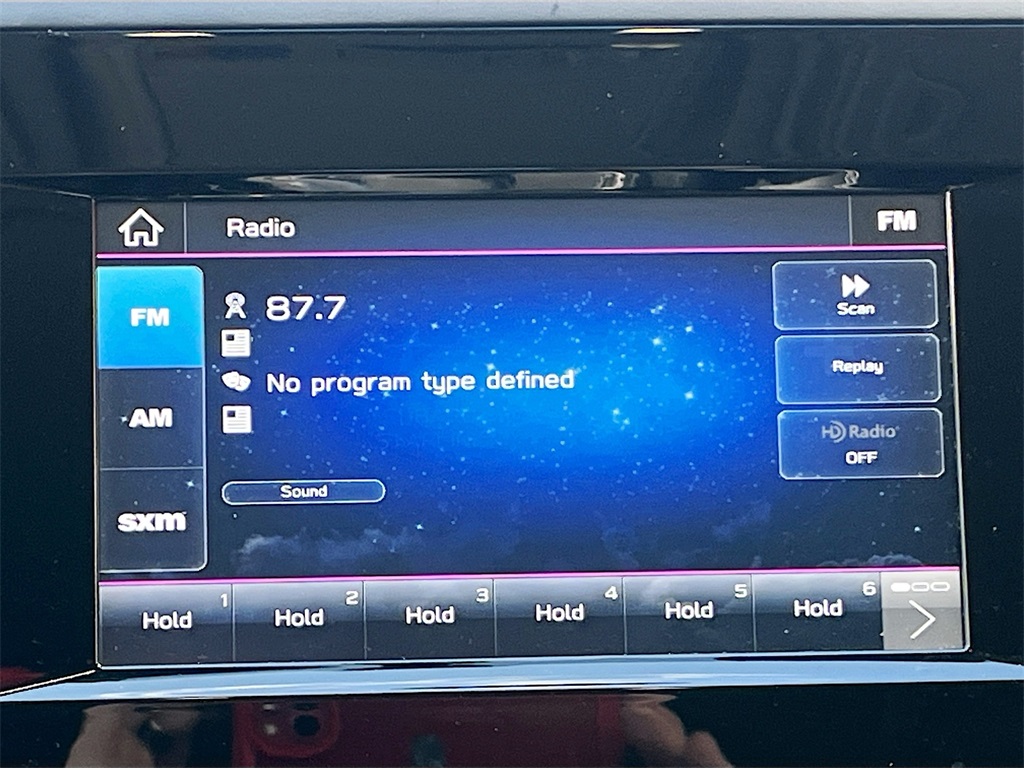 Radio
FM
FM
AM
sxm
87.7
No program type defined
Sound
Scan
Replay
HD Radio
OFF
Hold 1
Hold 2
Hold 3
Hold 4
Hold 5
Hold 6